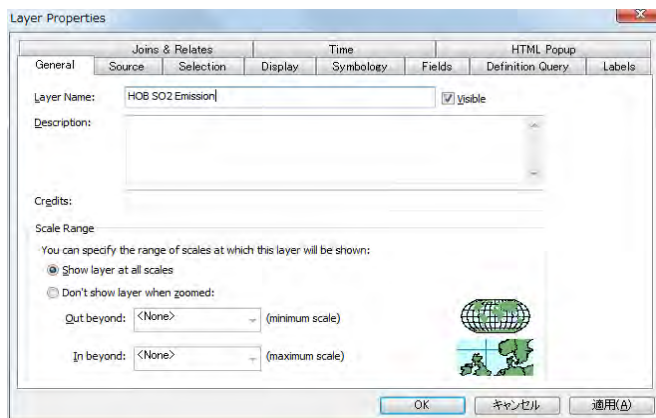 Layer Properties
Joins & Relates Time HTML Popup
General Source Selection Display Symbology Fields Definition Query Labels
Layer Name: HOB SO2 Emission Visible
Description:
Credits:
Scale Range
You can specify the range of scales at which this layer will be shown:
Show layer at all scales
Don't show layer when zoomed:
Out beyond: <None> (minimum scale)
In beyond: <None> (maximum scale)
OK キャンセル 適用(A)